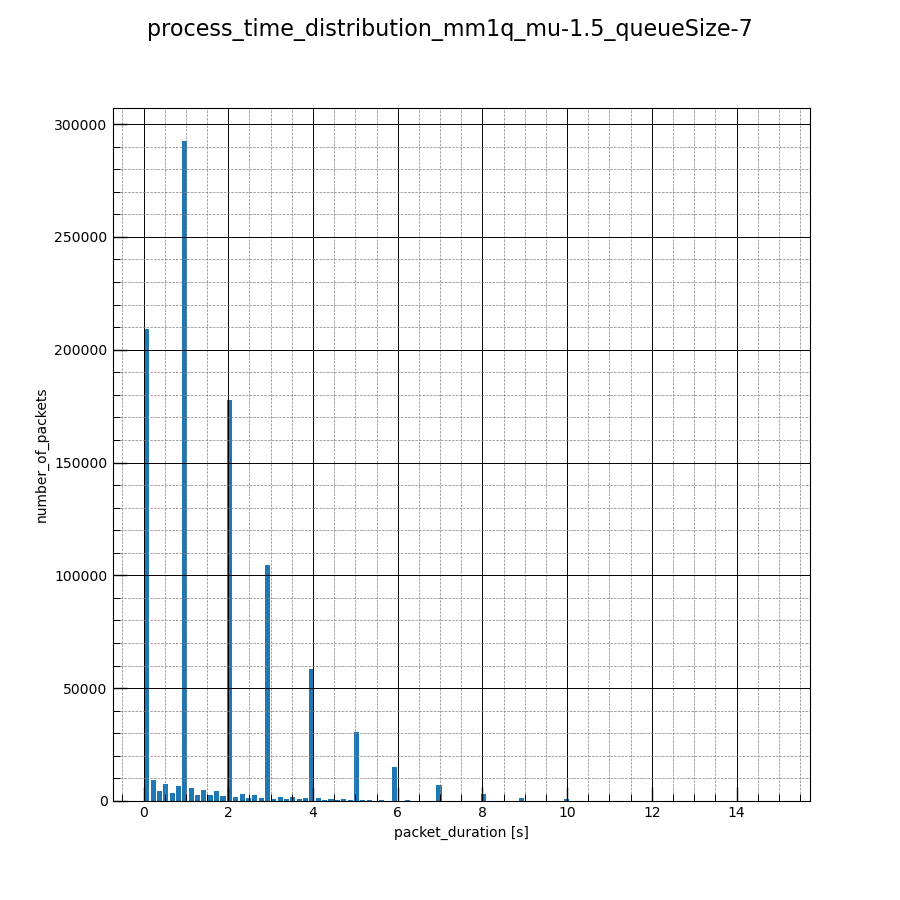 process_time_distribution_mm1q_mu-1.5_queueSize-7
300000
250000
200000
150000
100000
50000
0
number_of_packets
0 2 4 6 8 10 12 14
packet_duration [s]